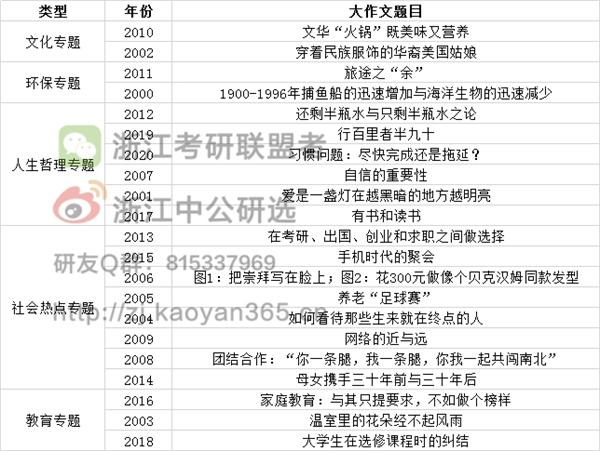 类型 年份 大作文题目
文化专题 2010 文华“火锅”既美味又营养
2002 穿着民族服饰的华裔美国姑娘
环保专题 2011 旅途之“余”
2000 1900-1996年捕鱼船的迅速增加与海洋生物的迅速减少
人生哲理专题 2012 还剩半瓶水与只剩半瓶水之论
2019 行百里者半九十
2020 习惯问题：尽快完成还是拖延？
2007 自信的重要性
2001 爱是一盏灯在越黑暗的地方越明亮
2017 有书和读书
社会热点专题 2013 在考研、出国、创业和求职之间做选择
2015 手机时代的聚会
2006 图1：把崇拜写在脸上；图2：花300元做像个贝克汉姆同款发型
2005 养老“足球赛”
2004 如何看待那些生来就在终点的人
2009 网络的近与远
2008 团结合作：“你一条腿，我一条腿，你我一起共闯南北”
2014 母女携手三十年前与三十年后
教育专题 2016 家庭教育：与其只提要求，不如做个榜样
2003 温室里的花朵经不起风雨
2018 大学生在选修课程时的纠结
浙江考研联盟者
浙江中公研选
研友Q群：815337969
http://zj.kaoyan365.cn